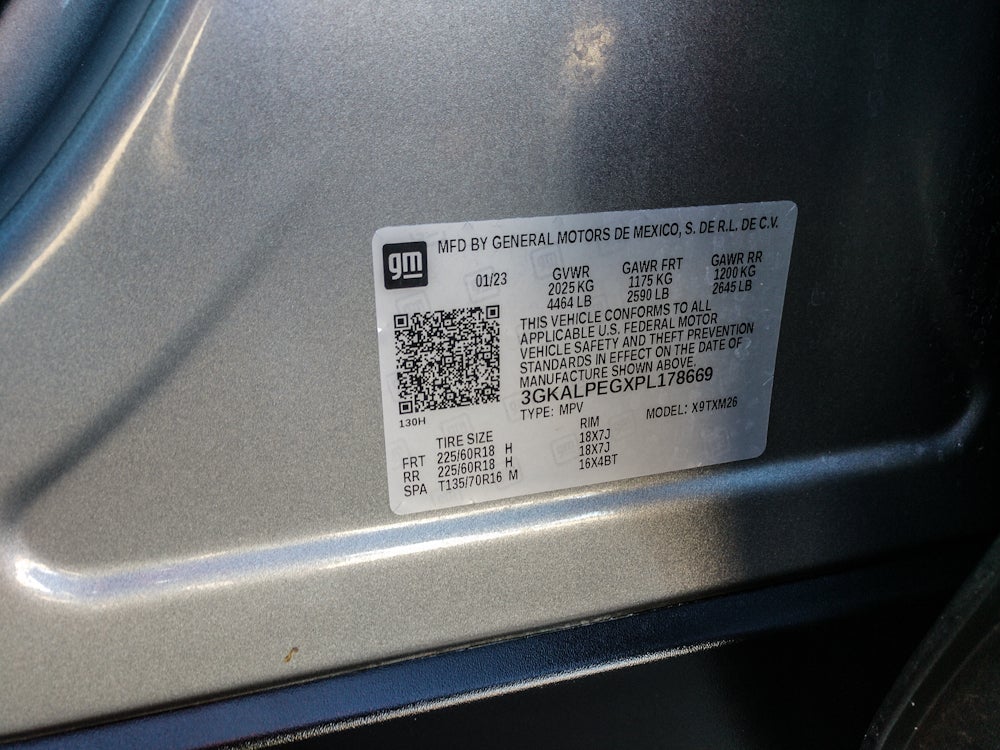 gm
MFD BY GENERAL MOTORS DE MEXICO, S. DE R.L. DE C.V.
01/23
GVWR GAWR FRT GAWR RR
2025 KG 1175 KG 1200 KG
4464 LB 2590 LB 2645 LB
THIS VEHICLE CONFORMS TO ALL
APPLICABLE U.S. FEDERAL MOTOR
VEHICLE SAFETY AND THEFT PREVENTION
STANDARDS IN EFFECT ON THE DATE OF
MANUFACTURE SHOWN ABOVE.
3GKALPEGXPL178669
TYPE: MPV MODEL: X9TXM26
130H
TIRE SIZE RIM
FRT 225/60R18 H 18X7J
RR 225/60R18 H 18X7J
SPA T135/70R16 M 16X4BT